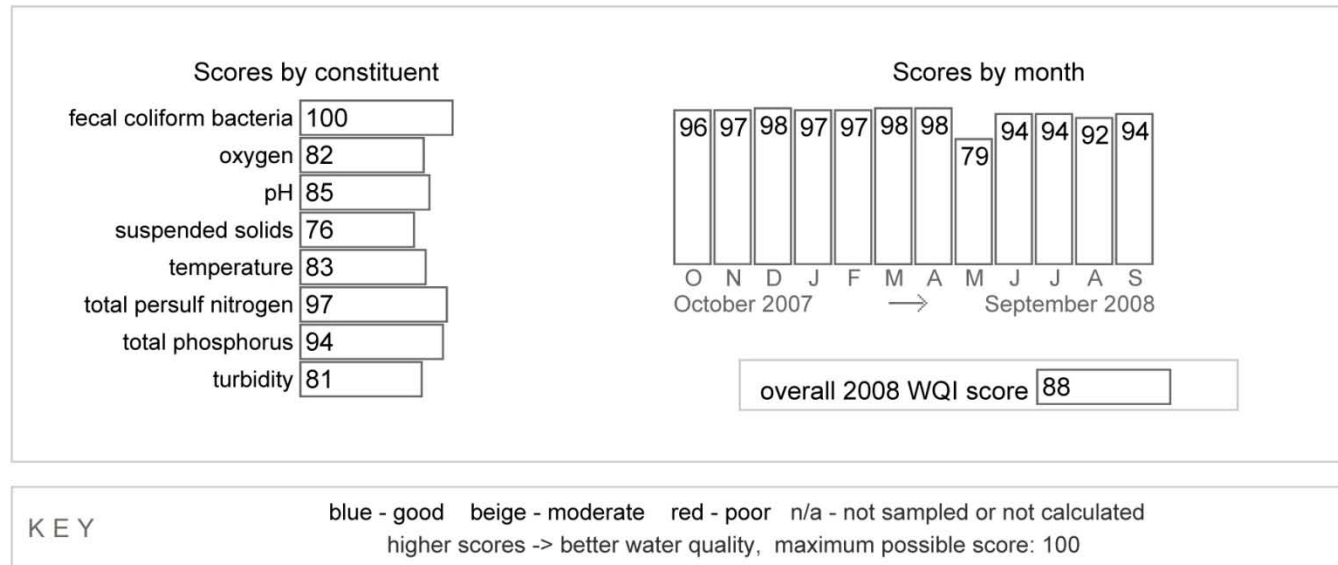 Scores by constituent
fecal coliform bacteria 100
oxygen 82
pH 85
suspended solids 76
temperature 83
total persulf nitrogen 97
total phosphorus 94
turbidity 81
Scores by month
96 97 98 97 97 98 98 79 94 94 92 94
O N D J F M A M J J A S
October 2007 → September 2008
overall 2008 WQI score 88
KEY
blue - good beige - moderate red - poor n/a - not sampled or not calculated
higher scores -> better water quality, maximum possible score: 100